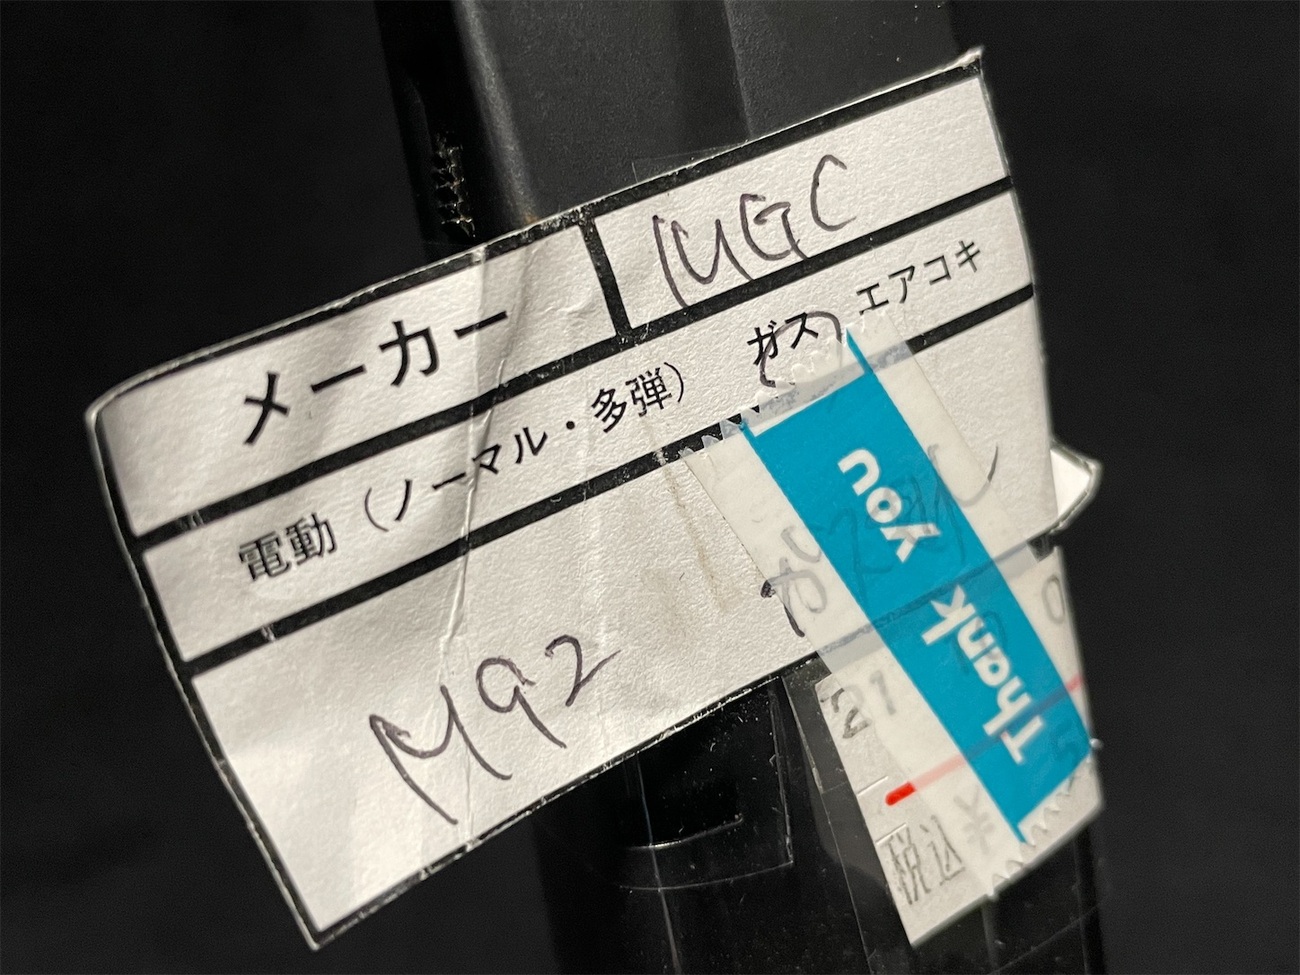 メーカー MGC
電動（ノーマル・多弾） ガス エアコキ
M92
Thank You
税込